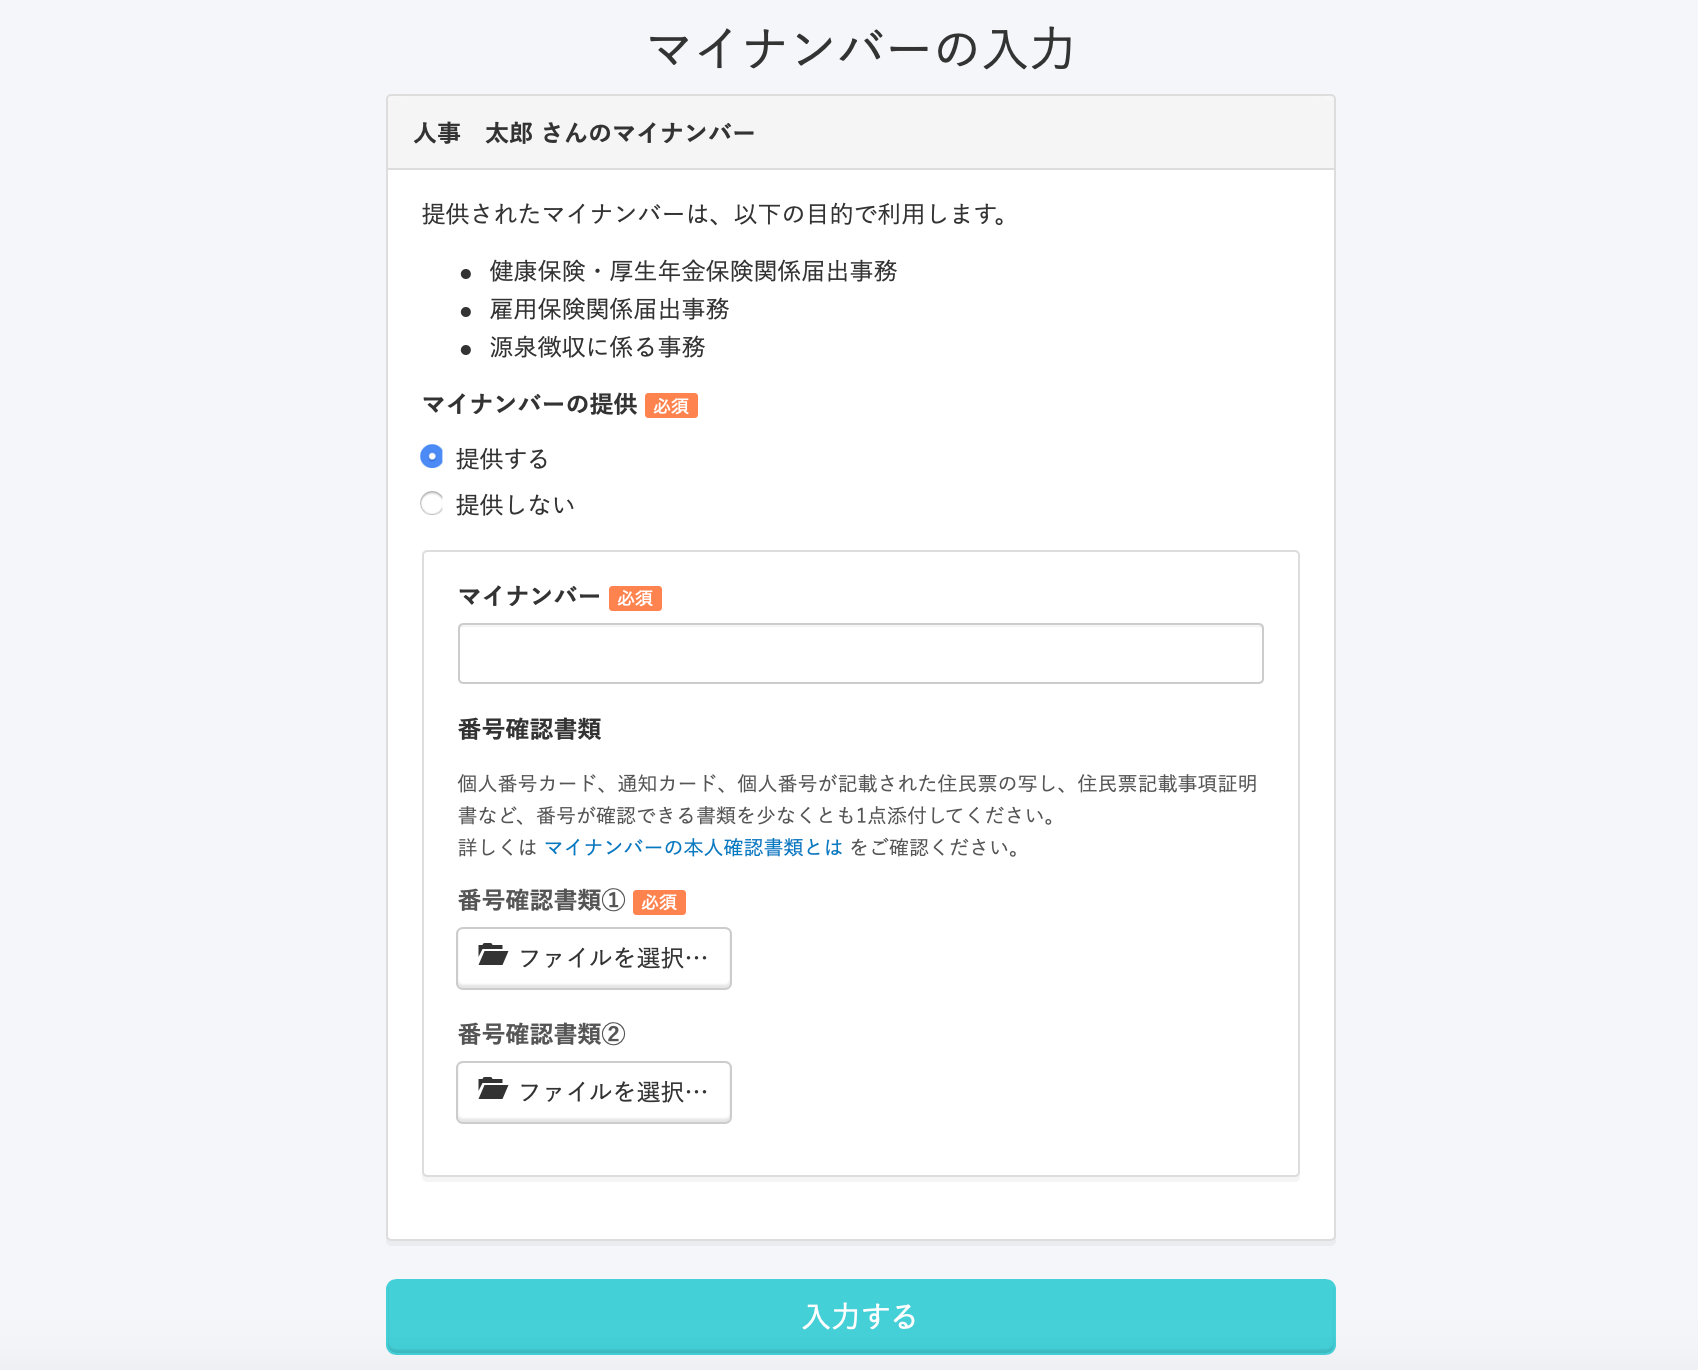 マイナンバーの入力
人事　太郎 さんのマイナンバー
提供されたマイナンバーは、以下の目的で利用します。
● 健康保険・厚生年金保険関係届出事務
● 雇用保険関係届出事務
● 源泉徴収に係る事務
マイナンバーの提供 必須
提供する
提供しない
マイナンバー 必須
番号確認書類
個人番号カード、通知カード、個人番号が記載された住民票の写し、住民票記載事項証明
書など、番号が確認できる書類を少なくとも1点添付してください。
詳しくは マイナンバーの本人確認書類とは をご確認ください。
番号確認書類① 必須
ファイルを選択…
番号確認書類②
ファイルを選択…
入力する